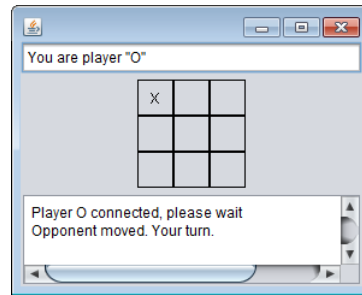 You are player "O"
X
Player O connected, please wait
Opponent moved. Your turn.